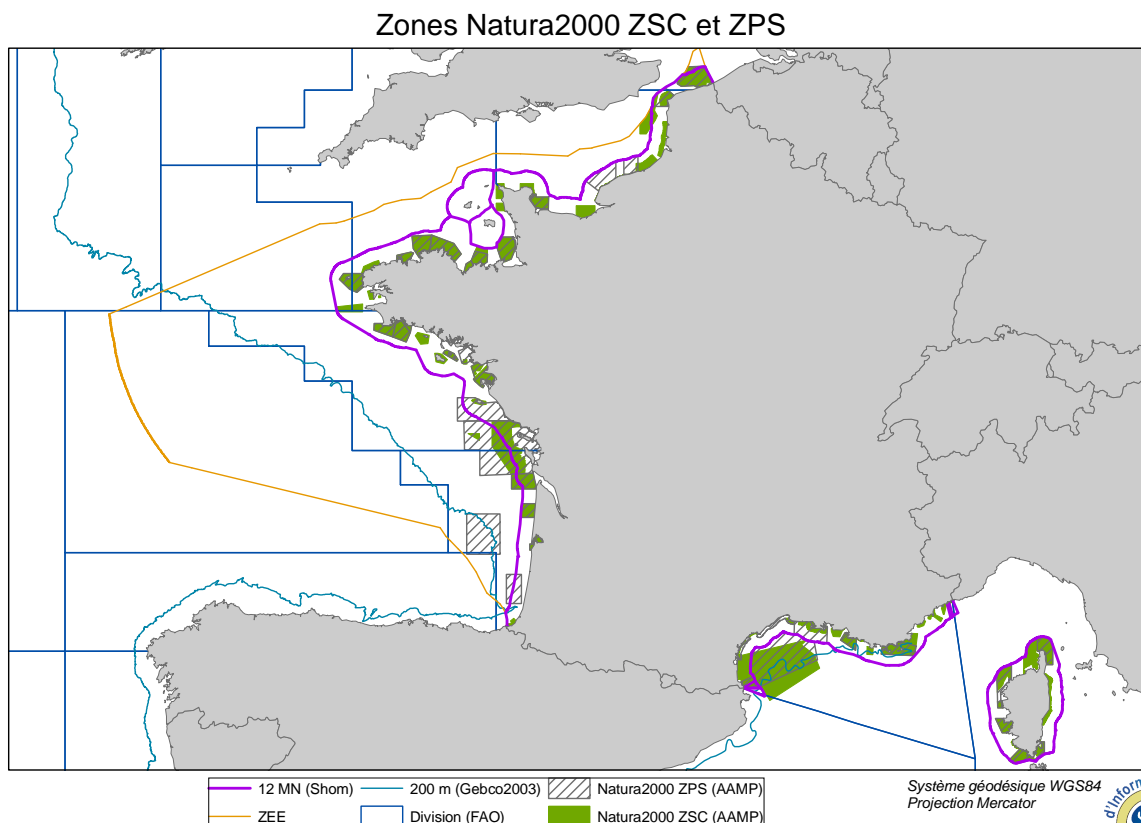 Zones Natura2000 ZSC et ZPS
12 MN (Shom) 200 m (Gebco2003) Natura2000 ZPS (AAMP)
ZEE Division (FAO) Natura2000 ZSC (AAMP)
Système géodésique WGS84
Projection Mercator
d'Inform